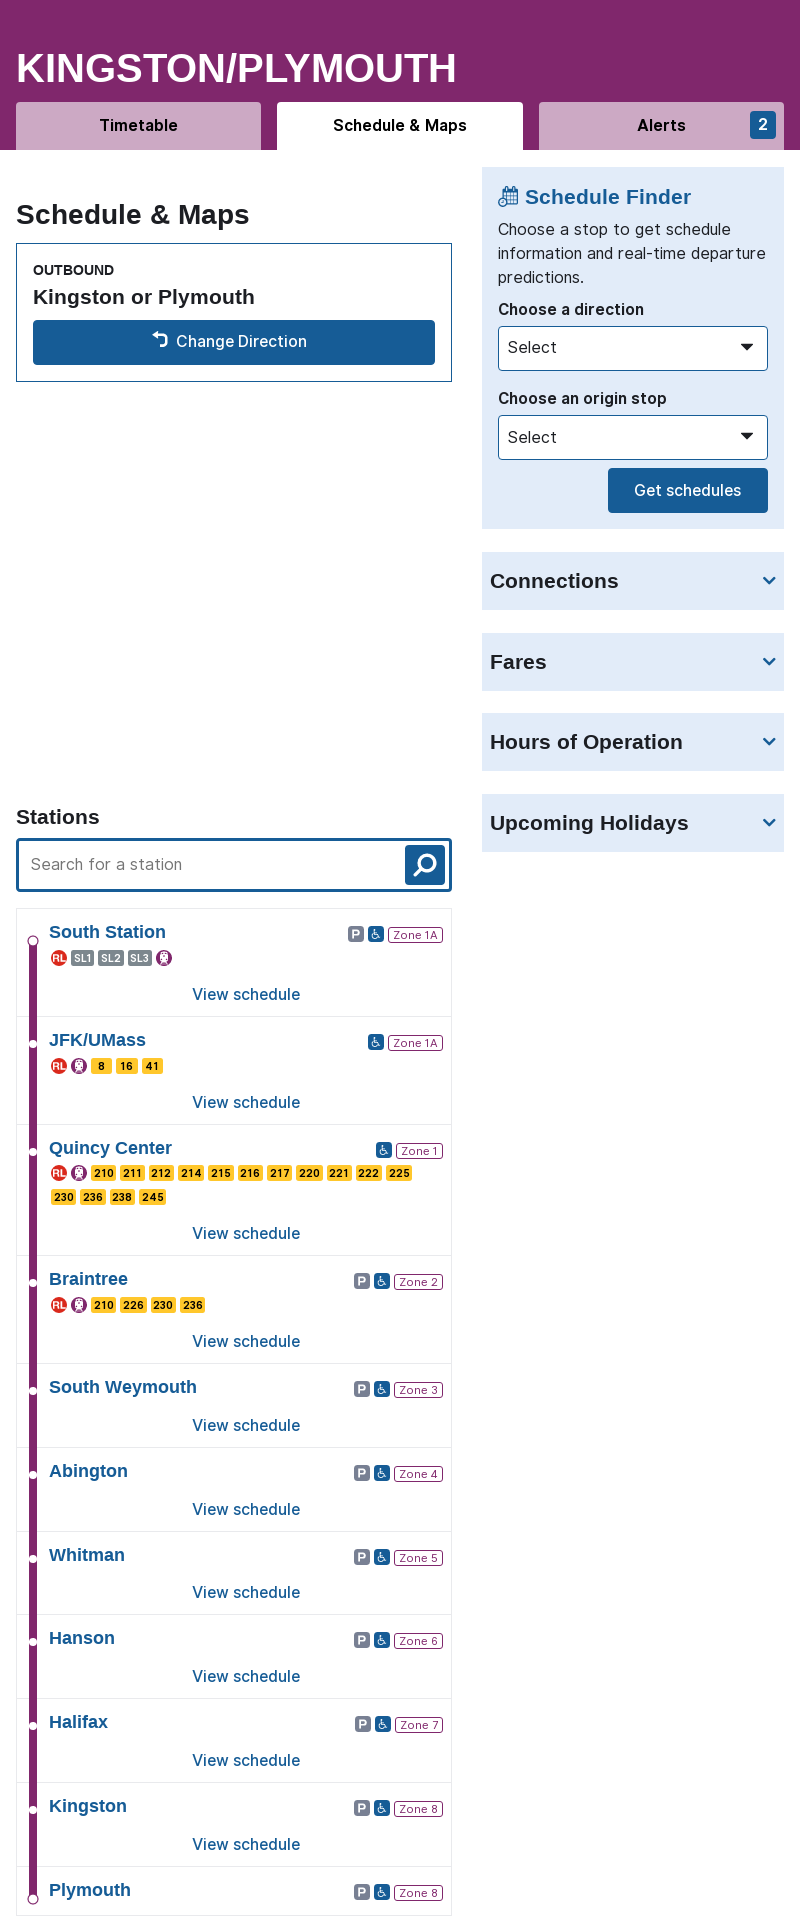 KINGSTON/PLYMOUTH
Timetable
Schedule & Maps
Alerts 2
Schedule & Maps
OUTBOUND
Kingston or Plymouth
Change Direction
Schedule Finder
Choose a stop to get schedule
information and real-time departure
predictions.
Choose a direction
Select
Choose an origin stop
Select
Get schedules
Connections
Fares
Hours of Operation
Upcoming Holidays
Stations
Search for a station
South Station P Zone 1A
RL SL1 SL2 SL3
View schedule
JFK/UMass Zone 1A
RL 8 16 41
View schedule
Quincy Center Zone 1
RL 210 211 212 214 215 216 217 220 221 222 225
230 236 238 245
View schedule
Braintree P Zone 2
RL 210 226 230 236
View schedule
South Weymouth P Zone 3
View schedule
Abington P Zone 4
View schedule
Whitman P Zone 5
View schedule
Hanson P Zone 6
View schedule
Halifax P Zone 7
View schedule
Kingston P Zone 8
View schedule
Plymouth P Zone 8